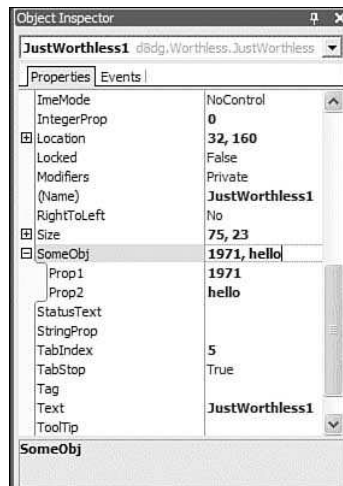 Object Inspector
JustWorthless1 d8dg.Worthless.JustWorthless
Properties Events
ImeMode NoControl
IntegerProp 0
Location 32, 160
Locked False
Modifiers Private
(Name) JustWorthless1
RightToLeft No
Size 75, 23
SomeObj 1971, hello
Prop1 1971
Prop2 hello
StatusText
StringProp
TabIndex 5
TabStop True
Tag
Text JustWorthless1
ToolTip
SomeObj